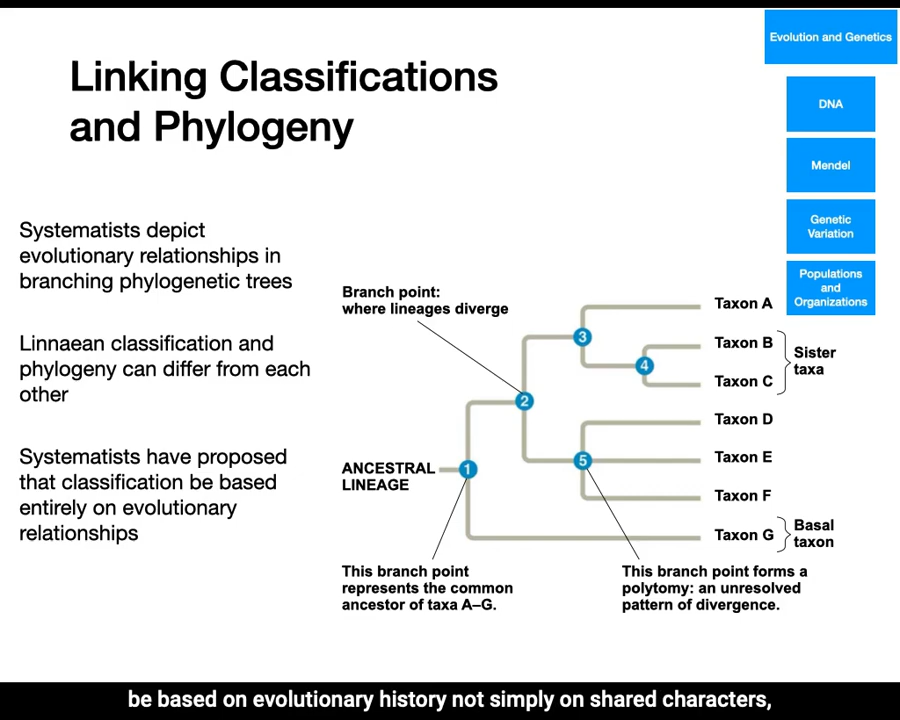 Evolution and Genetics
Linking Classifications
and Phylogeny
DNA
Mendel
Genetic
Variation
Populations
and
Organizations
Systematists depict
evolutionary relationships in
branching phylogenetic trees
Linnaean classification and
phylogeny can differ from each
other
Systematists have proposed
that classification be based
entirely on evolutionary
relationships
Branch point:
where lineages diverge
ANCESTRAL
LINEAGE
1
2
3
4
5
Taxon A
Taxon B
Taxon C
Sister
taxa
Taxon D
Taxon E
Taxon F
Taxon G
Basal
taxon
This branch point
represents the common
ancestor of taxa A–G.
This branch point forms a
polytomy: an unresolved
pattern of divergence.
be based on evolutionary history not simply on shared characters,